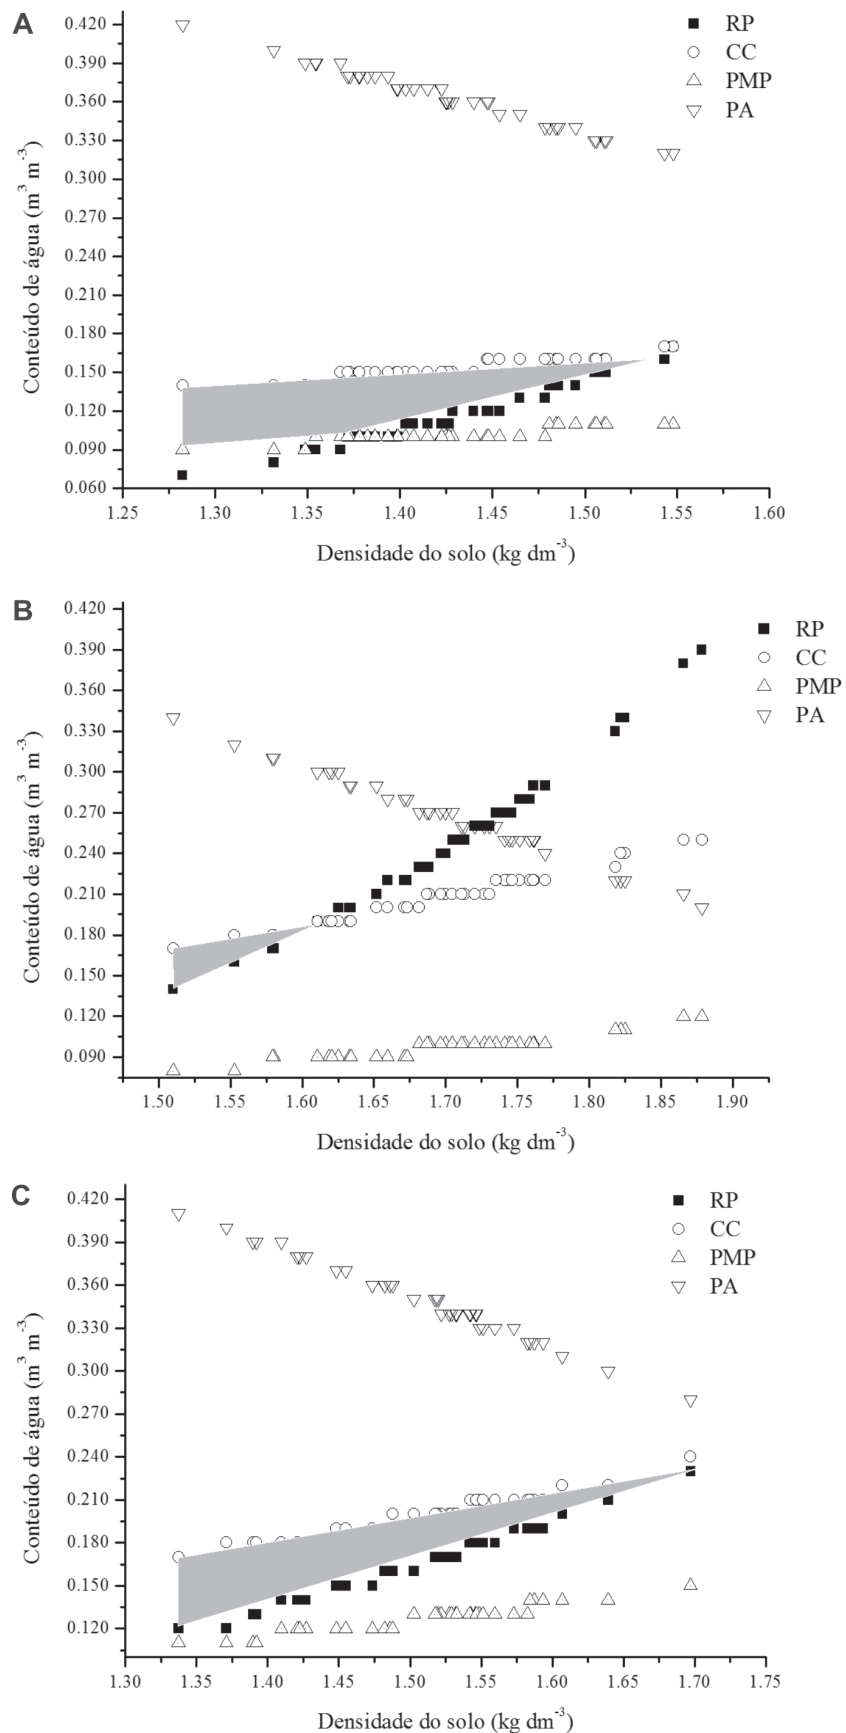 A
RP
CC
PMP
PA
0.420
0.390
0.360
0.330
0.300
0.270
0.240
0.210
0.180
0.150
0.120
0.090
0.060
Conteúdo de água (m³ m⁻³)
1.25 1.30 1.35 1.40 1.45 1.50 1.55 1.60
Densidade do solo (kg dm⁻³)
B
RP
CC
PMP
PA
0.420
0.390
0.360
0.330
0.300
0.270
0.240
0.210
0.180
0.150
0.120
0.090
Conteúdo de água (m³ m⁻³)
1.50 1.55 1.60 1.65 1.70 1.75 1.80 1.85 1.90
Densidade do solo (kg dm⁻³)
C
RP
CC
PMP
PA
0.420
0.390
0.360
0.330
0.300
0.270
0.240
0.210
0.180
0.150
0.120
Conteúdo de água (m³ m⁻³)
1.30 1.35 1.40 1.45 1.50 1.55 1.60 1.65 1.70 1.75
Densidade do solo (kg dm⁻³)